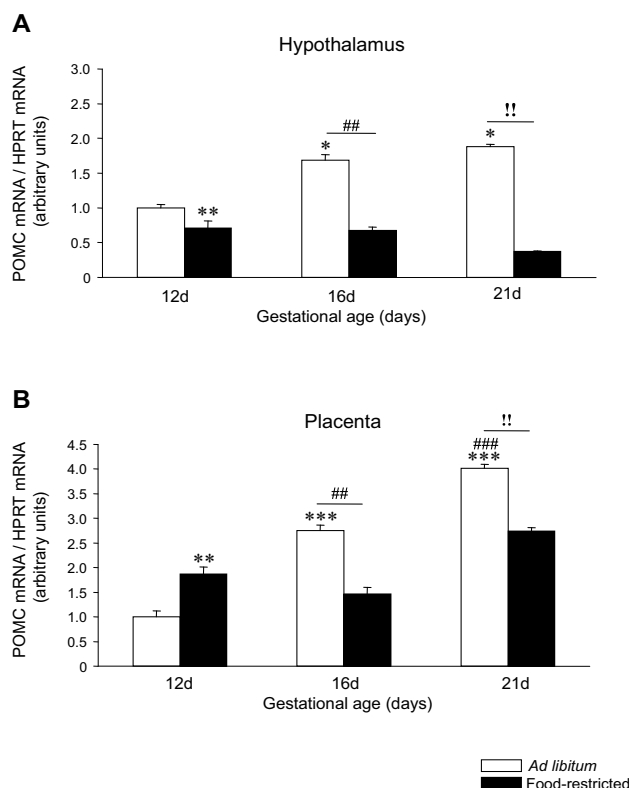 A
Hypothalamus
POMC mRNA / HPRT mRNA
(arbitrary units)
3.0
2.5
2.0
1.5
1.0
0.5
0
**
*
##
*
!!
12d
16d
21d
Gestational age (days)
B
Placenta
POMC mRNA / HPRT mRNA
(arbitrary units)
4.5
4.0
3.5
3.0
2.5
2.0
1.5
1.0
0.5
0
**
***
##
###
***
!!
12d
16d
21d
Gestational age (days)
Ad libitum
Food-restricted